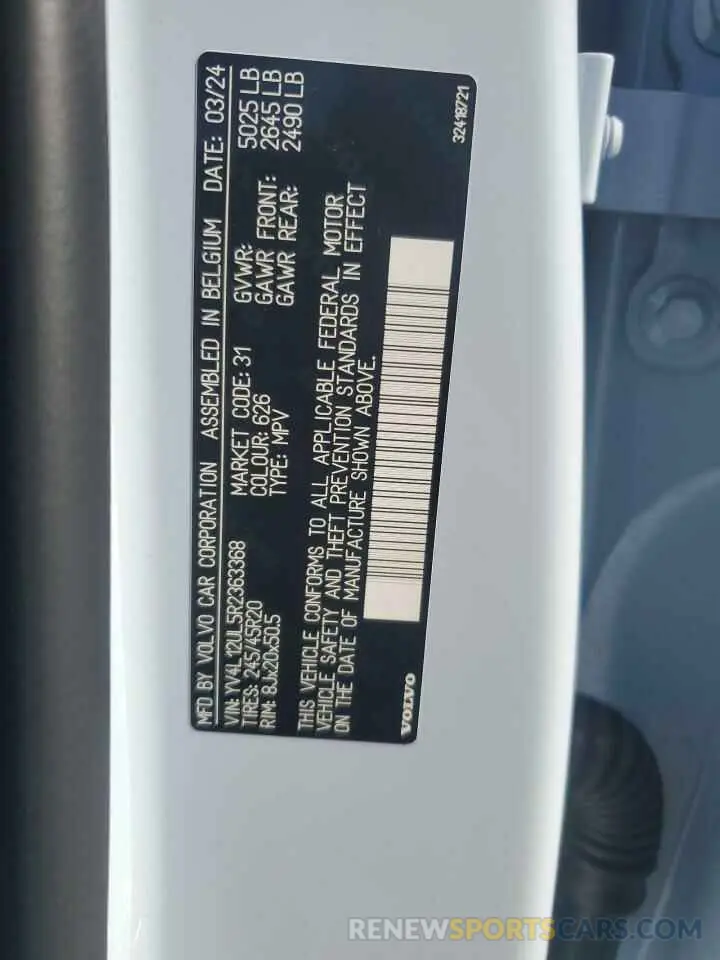 MFD BY VOLVO CAR CORPORATION ASSEMBLED IN BELGIUM DATE: 03/24
VIN: YV4L12UL5R2363368 MARKET CODE: 31 GVWR: 5025 LB
TIRES: 245/45R20 COLOUR: 626 GAWR FRONT: 2645 LB
RIM: 8Jx20x50.5 TYPE: MPV GAWR REAR: 2490 LB
THIS VEHICLE CONFORMS TO ALL APPLICABLE FEDERAL MOTOR
VEHICLE SAFETY AND THEFT PREVENTION STANDARDS IN EFFECT
ON THE DATE OF MANUFACTURE SHOWN ABOVE.
VOLVO 32418721
RENEWSPORTSCARS.COM